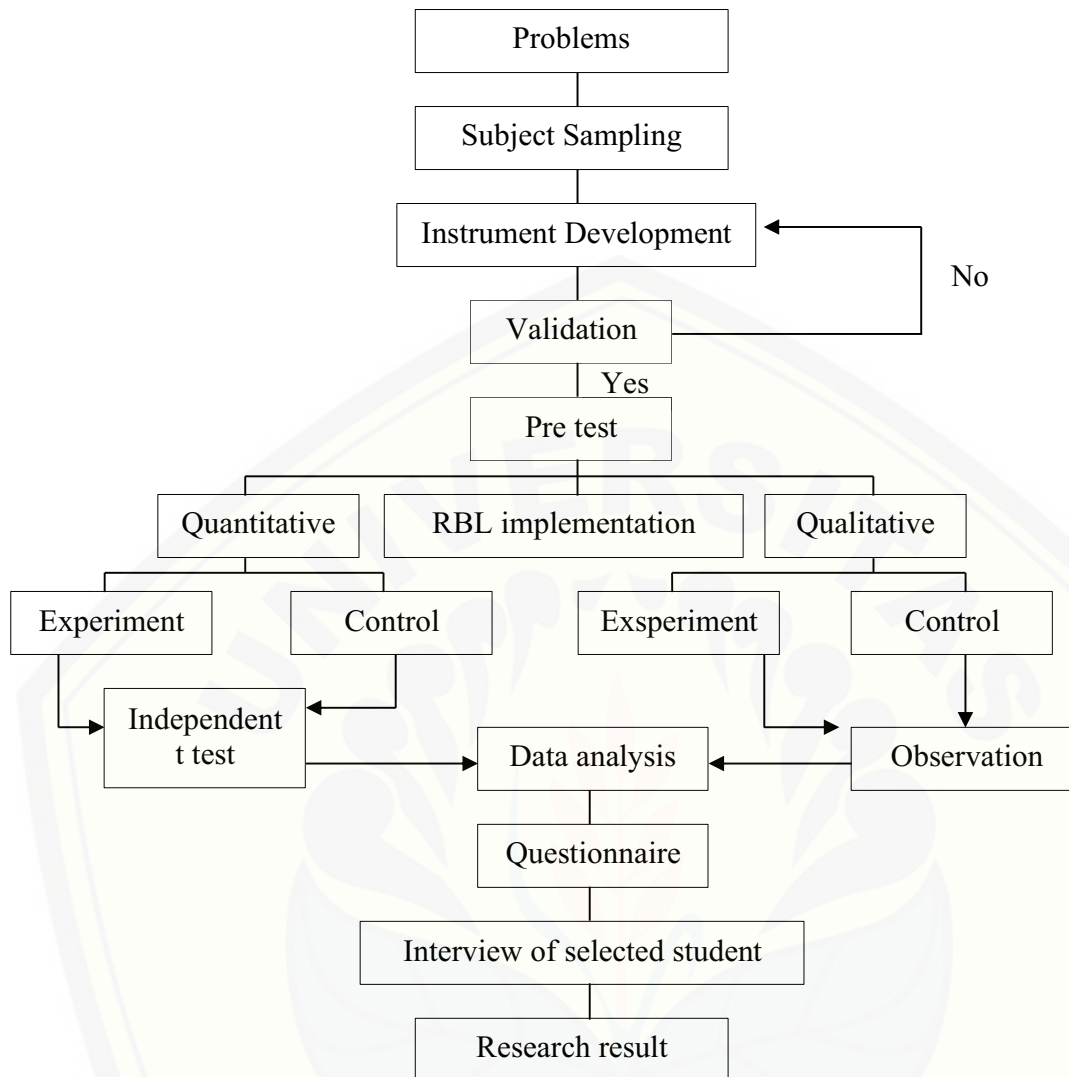 Problems
Subject Sampling
Instrument Development
No
Validation
Yes
Pre test
Quantitative
RBL implementation
Qualitative
Experiment
Control
Exsperiment
Control
Independent
t test
Data analysis
Observation
Questionnaire
Interview of selected student
Research result
UNIVERSITAS